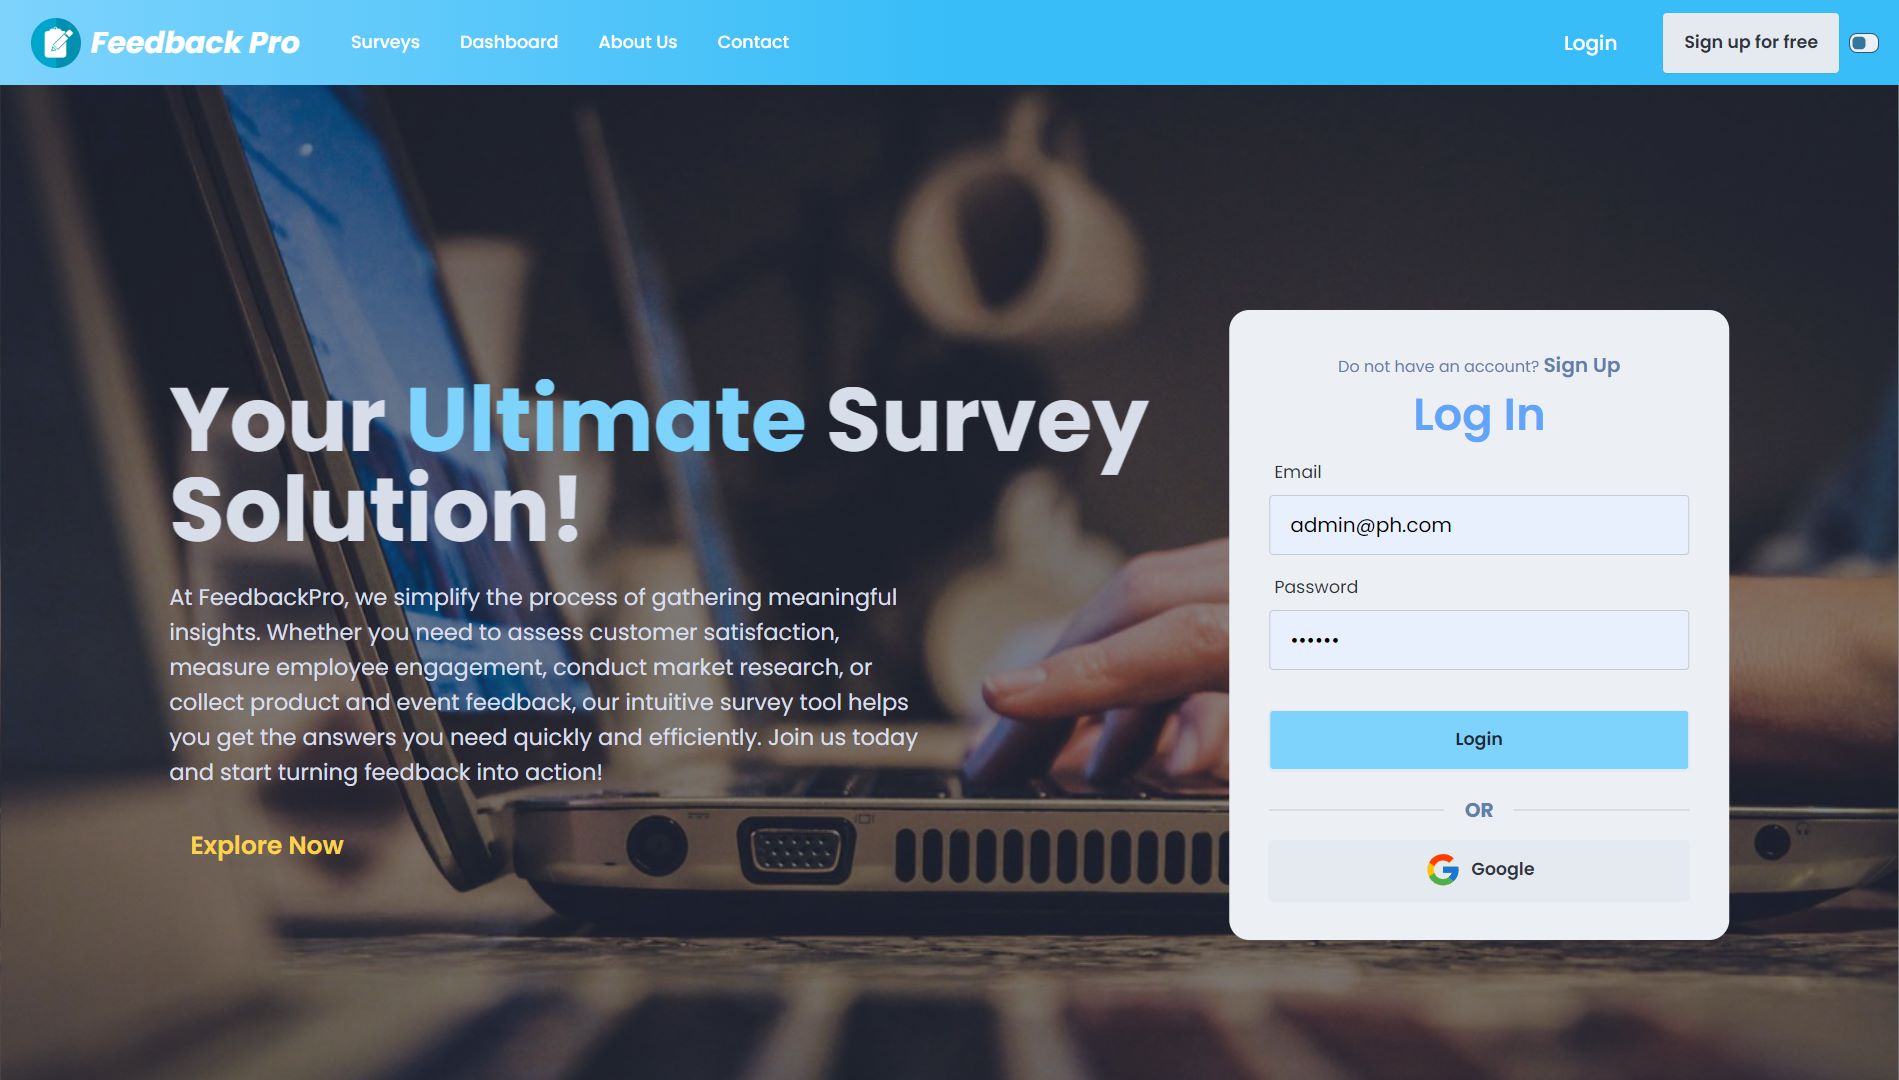 Feedback Pro
Surveys
Dashboard
About Us
Contact
Login
Sign up for free
Your Ultimate Survey
Solution!
At FeedbackPro, we simplify the process of gathering meaningful
insights. Whether you need to assess customer satisfaction,
measure employee engagement, conduct market research, or
collect product and event feedback, our intuitive survey tool helps
you get the answers you need quickly and efficiently. Join us today
and start turning feedback into action!
Explore Now
Do not have an account? Sign Up
Log In
Email
admin@ph.com
Password
••••••
Login
OR
Google